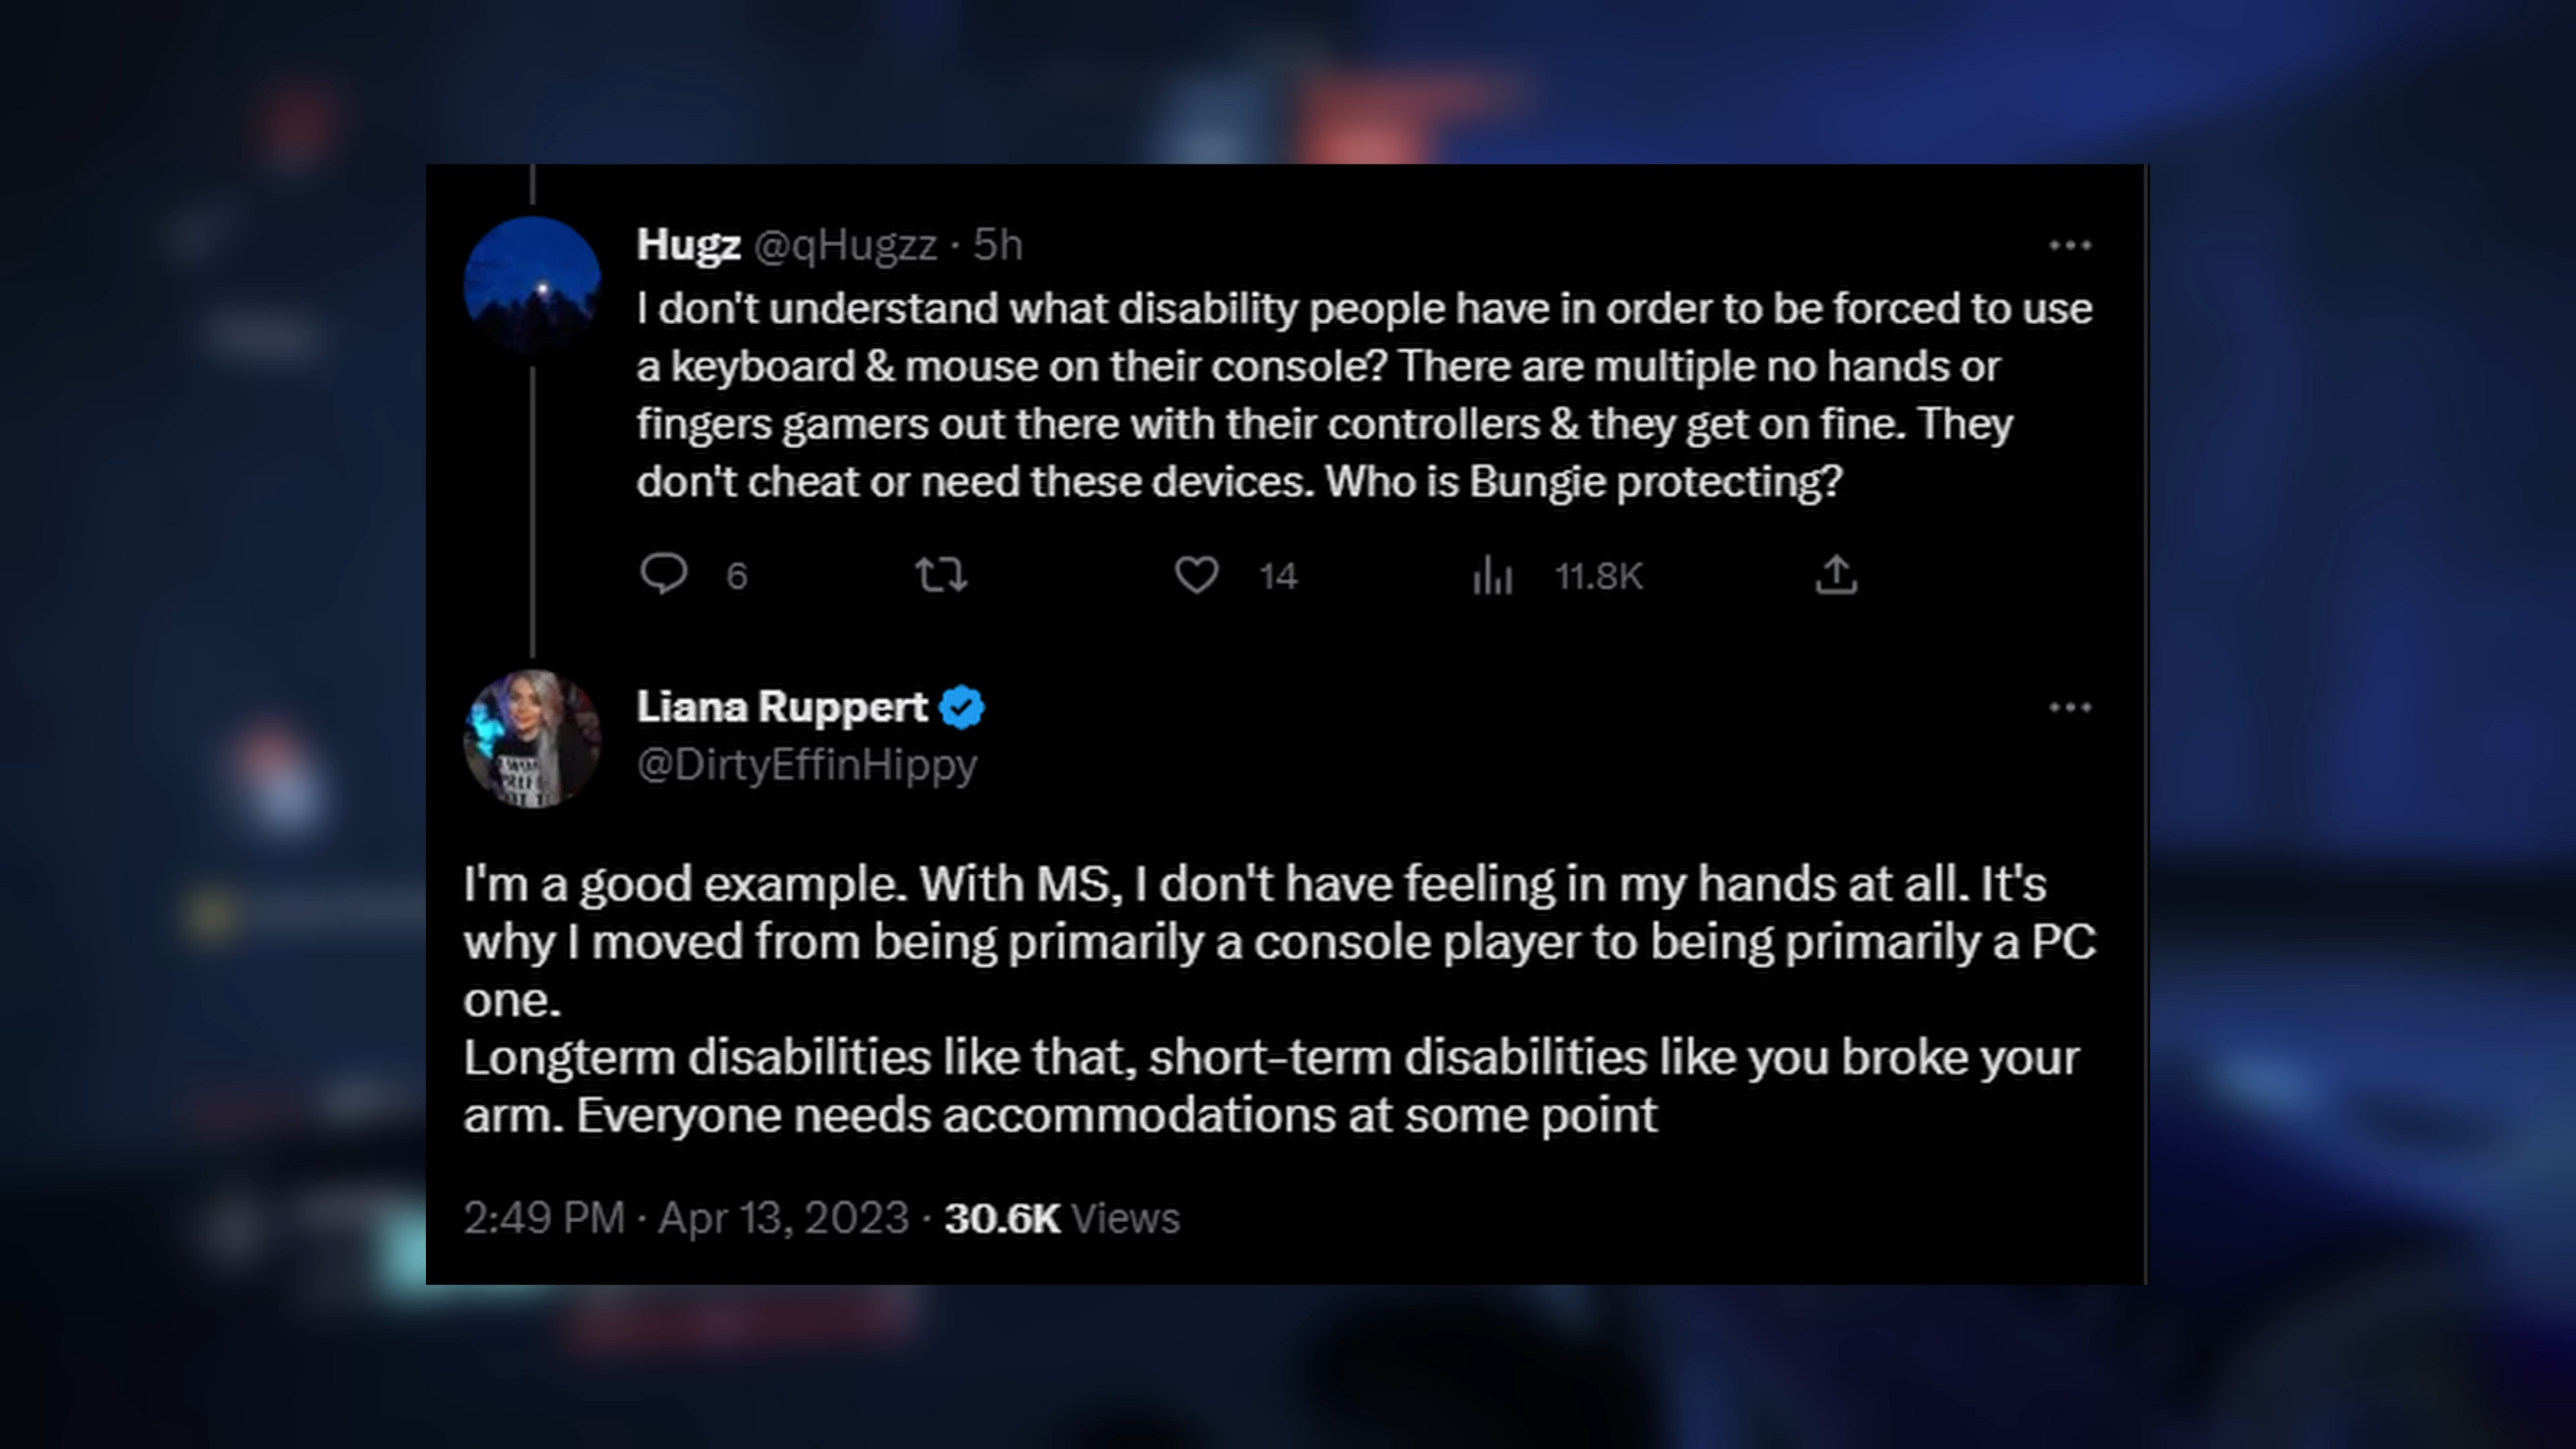 Hugz @qHugzz · 5h
I don't understand what disability people have in order to be forced to use
a keyboard & mouse on their console? There are multiple no hands or
fingers gamers out there with their controllers & they get on fine. They
don't cheat or need these devices. Who is Bungie protecting?
6 14 11.8K
Liana Ruppert
@DirtyEffinHippy
I'm a good example. With MS, I don't have feeling in my hands at all. It's
why I moved from being primarily a console player to being primarily a PC
one.
Longterm disabilities like that, short-term disabilities like you broke your
arm. Everyone needs accommodations at some point
2:49 PM · Apr 13, 2023 · 30.6K Views